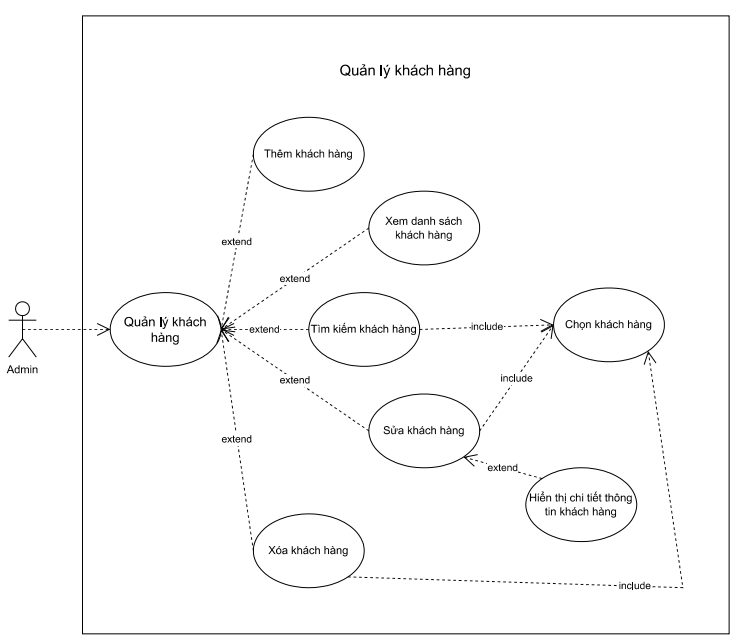 Quản lý khách hàng
Thêm khách hàng
Xem danh sách
khách hàng
extend
extend
Quản lý khách
hàng
extend
Tìm kiếm khách hàng
include
Chọn khách hàng
Admin
extend
include
Sửa khách hàng
extend
extend
Hiển thị chi tiết thông
tin khách hàng
Xóa khách hàng
include